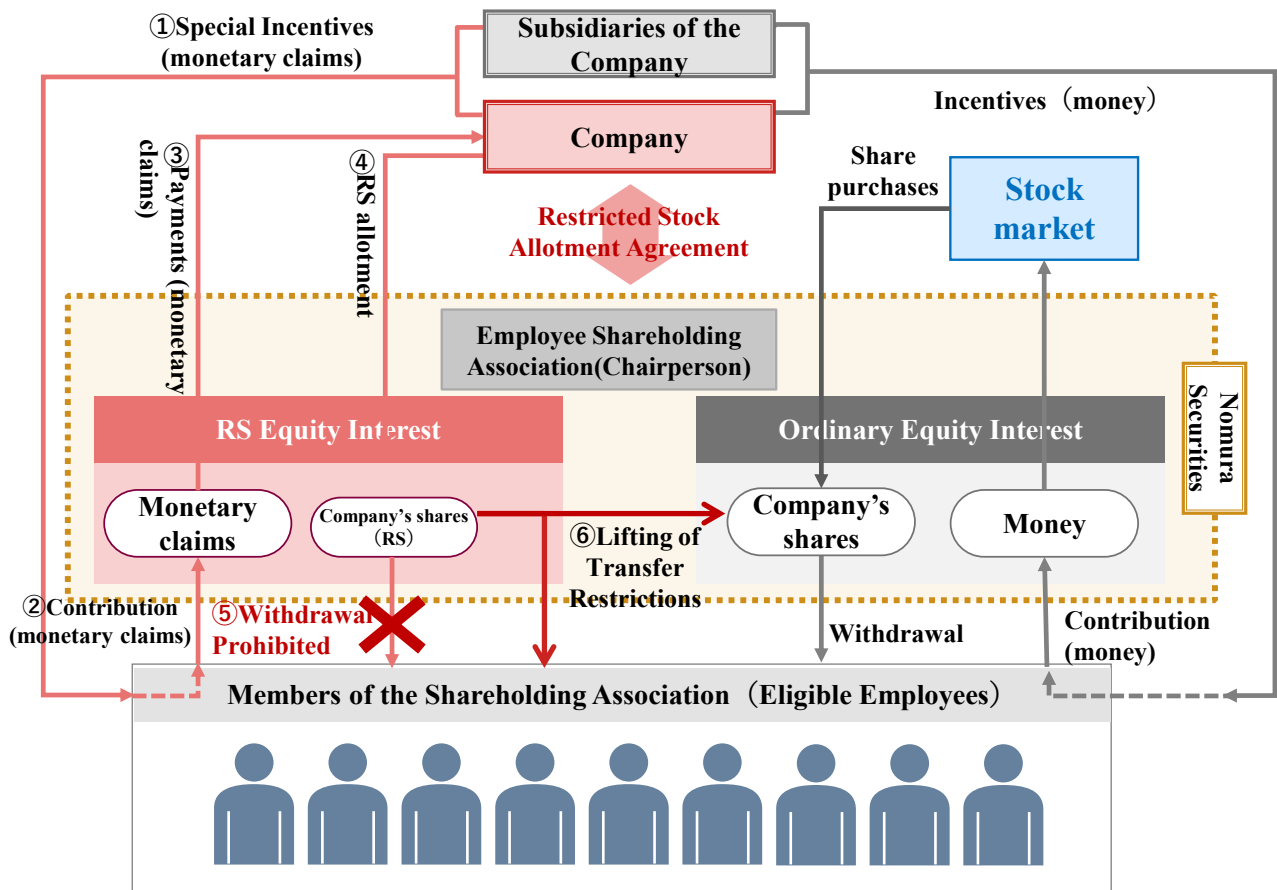 ①Special Incentives
(monetary claims)
Subsidiaries of the
Company
Incentives（money）
Company
③Payments (monetary
claims)
④RS allotment
Share
purchases
Stock
market
Restricted Stock
Allotment Agreement
Employee Shareholding
Association(Chairperson)
Nomura
Securities
RS Equity Interest
Ordinary Equity Interest
Monetary
claims
Company’s shares
（RS）
Company’s
shares
Money
⑥Lifting of
Transfer
Restrictions
②Contribution
(monetary claims)
⑤Withdrawal
Prohibited
Withdrawal
Contribution
(money)
Members of the Shareholding Association（Eligible Employees）